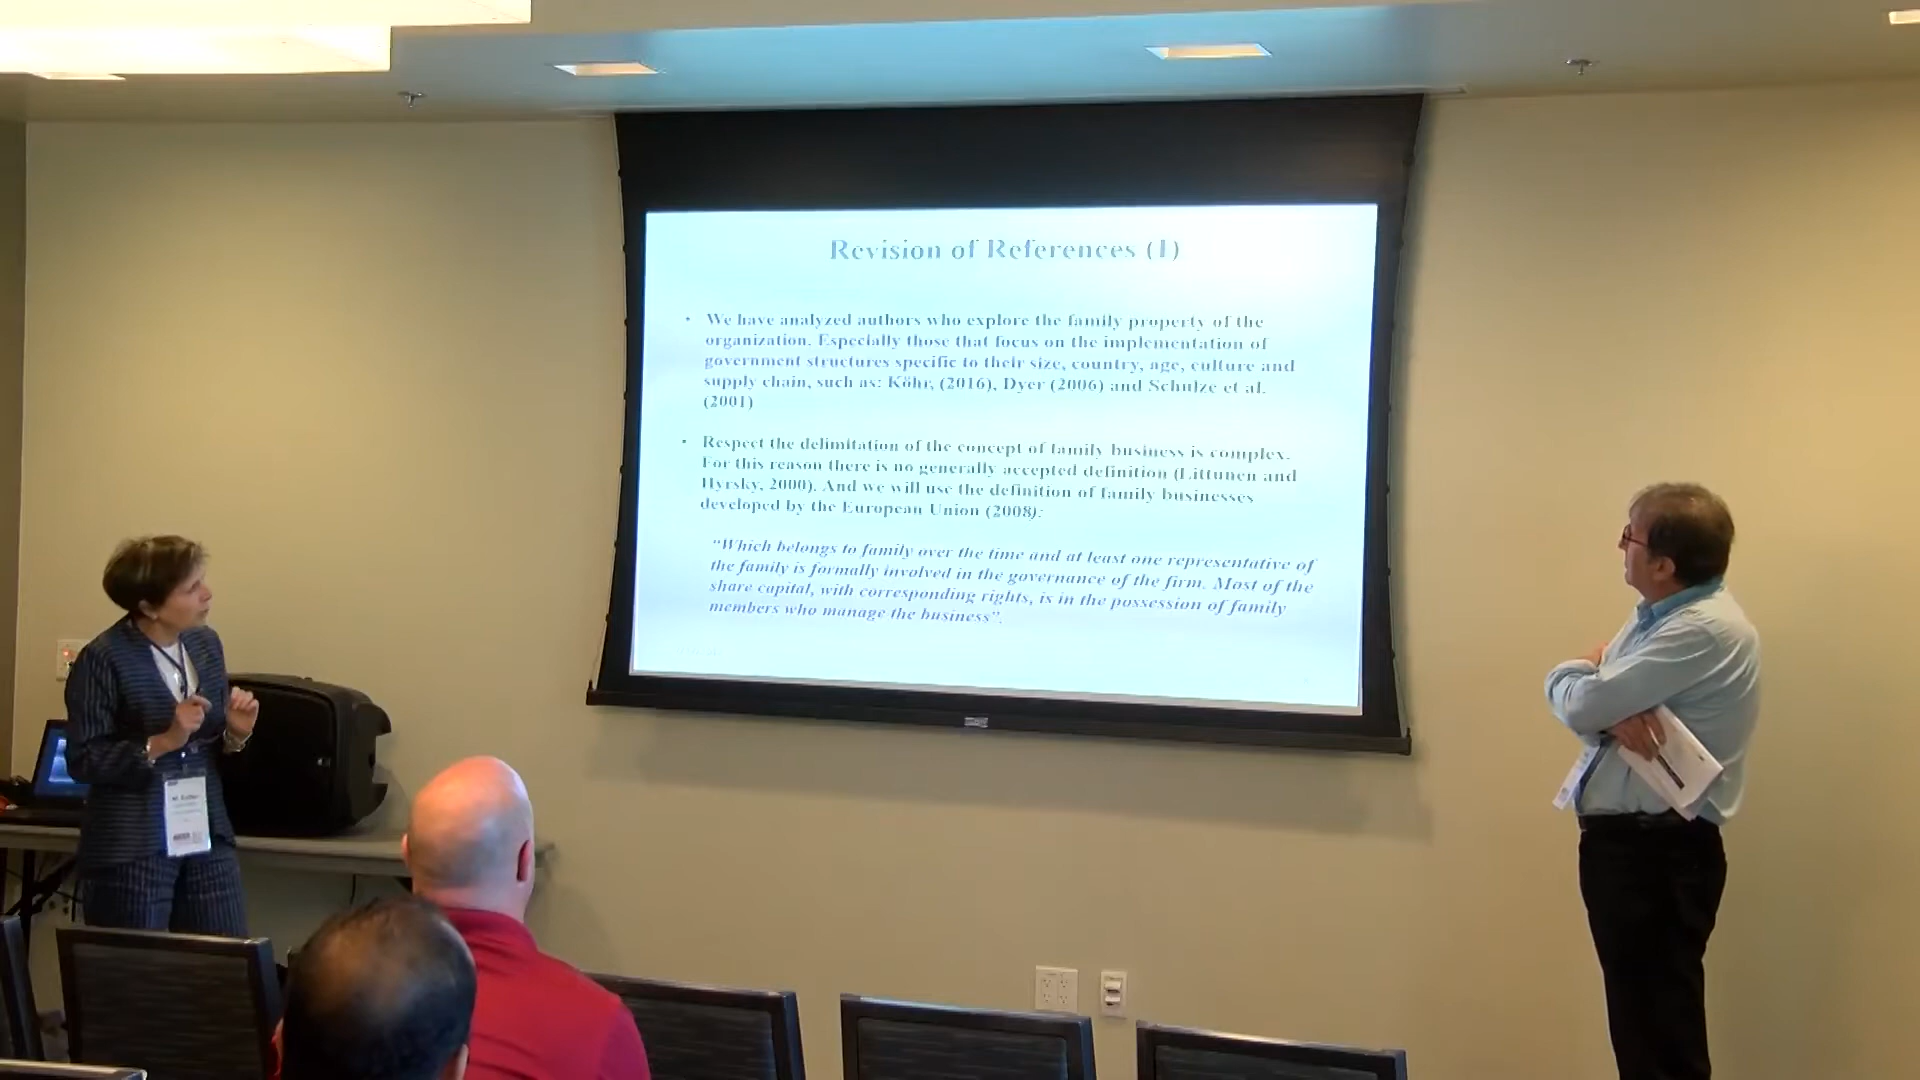 Revision of References (1)
• We have analyzed authors who explore the family property of the
organization. Especially those that focus on the implementation of
government structures specific to their size, country, age, culture and
supply chain, such as: Köhr, (2016), Dyer (2006) and Schulze et al.
(2001)
• Respect the delimitation of the concept of family business is complex.
For this reason there is no generally accepted definition (Littunen and
Hyrsky, 2000). And we will use the definition of family businesses
developed by the European Union (2008):
“Which belongs to family over the time and at least one representative of
the family is formally involved in the governance of the firm. Most of the
share capital, with corresponding rights, is in the possession of family
members who manage the business”.